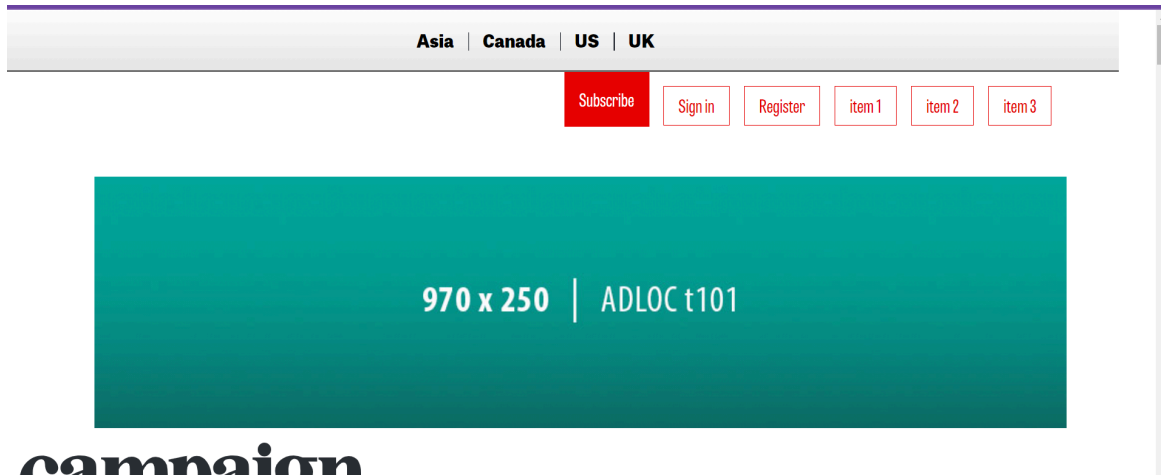 Asia | Canada | US | UK
Subscribe Sign in Register item 1 item 2 item 3
970 x 250 | ADLOC t101
campaign